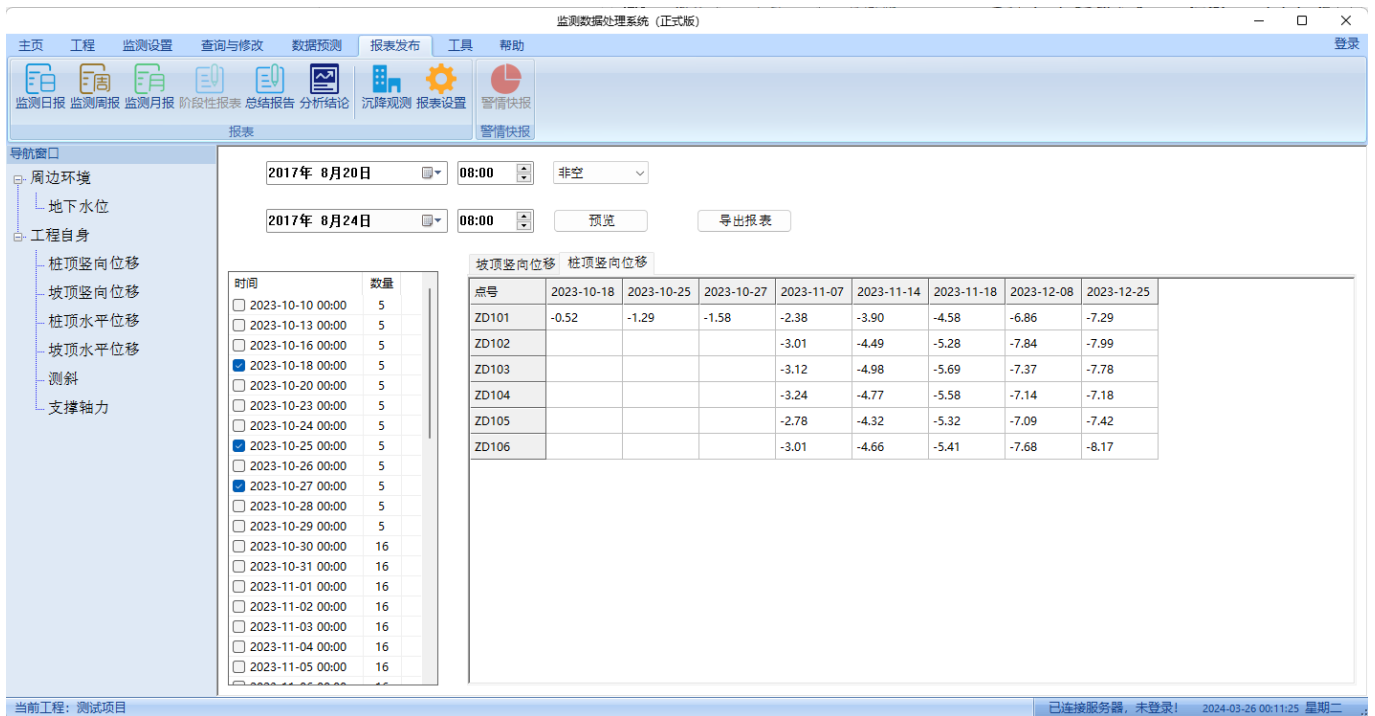 监测数据处理系统（正式版）
主页 工程 监测设置 查询与修改 数据预测 报表发布 工具 帮助 登录
监测日报 监测周报 监测月报 阶段性报表 总结报告 分析结论 沉降观测 报表设置 警情快报
报表 警情快报
导航窗口
周边环境
地下水位
工程自身
桩顶竖向位移
坡顶竖向位移
桩顶水平位移
坡顶水平位移
测斜
支撑轴力
2017年 8月20日 08:00 非空
2017年 8月24日 08:00 预览 导出报表
时间 数量
2023-10-10 00:00 5
2023-10-13 00:00 5
2023-10-16 00:00 5
2023-10-18 00:00 5
2023-10-20 00:00 5
2023-10-23 00:00 5
2023-10-24 00:00 5
2023-10-25 00:00 5
2023-10-26 00:00 5
2023-10-27 00:00 5
2023-10-28 00:00 5
2023-10-29 00:00 5
2023-10-30 00:00 16
2023-10-31 00:00 16
2023-11-01 00:00 16
2023-11-02 00:00 16
2023-11-03 00:00 16
2023-11-04 00:00 16
2023-11-05 00:00 16
坡顶竖向位移 桩顶竖向位移
点号 2023-10-18 2023-10-25 2023-10-27 2023-11-07 2023-11-14 2023-11-18 2023-12-08 2023-12-25
ZD101 -0.52 -1.29 -1.58 -2.38 -3.90 -4.58 -6.86 -7.29
ZD102 -3.01 -4.49 -5.28 -7.84 -7.99
ZD103 -3.12 -4.98 -5.69 -7.37 -7.78
ZD104 -3.24 -4.77 -5.58 -7.14 -7.18
ZD105 -2.78 -4.32 -5.32 -7.09 -7.42
ZD106 -3.01 -4.66 -5.41 -7.68 -8.17
当前工程：测试项目 已连接服务器，未登录！ 2024-03-26 00:11:25 星期二